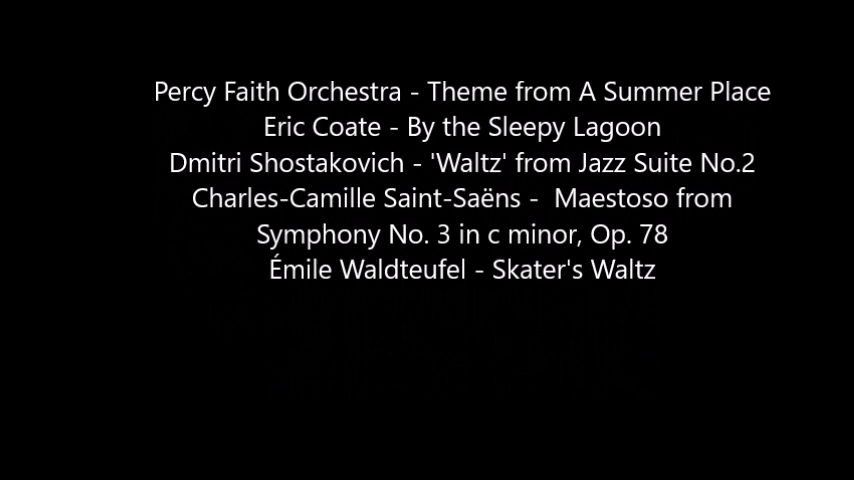 Percy Faith Orchestra - Theme from A Summer Place
Eric Coate - By the Sleepy Lagoon
Dmitri Shostakovich - 'Waltz' from Jazz Suite No.2
Charles-Camille Saint-Saëns -  Maestoso from
Symphony No. 3 in c minor, Op. 78
Émile Waldteufel - Skater's Waltz